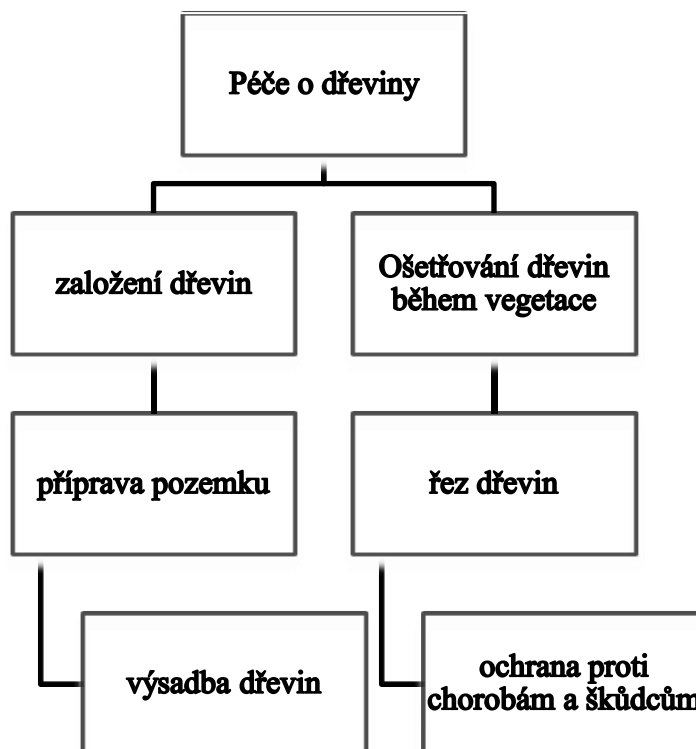 Péče o dřeviny
založení dřevin
Ošetřování dřevin
během vegetace
příprava pozemku
řez dřevin
výsadba dřevin
ochrana proti
chorobám a škůdcům